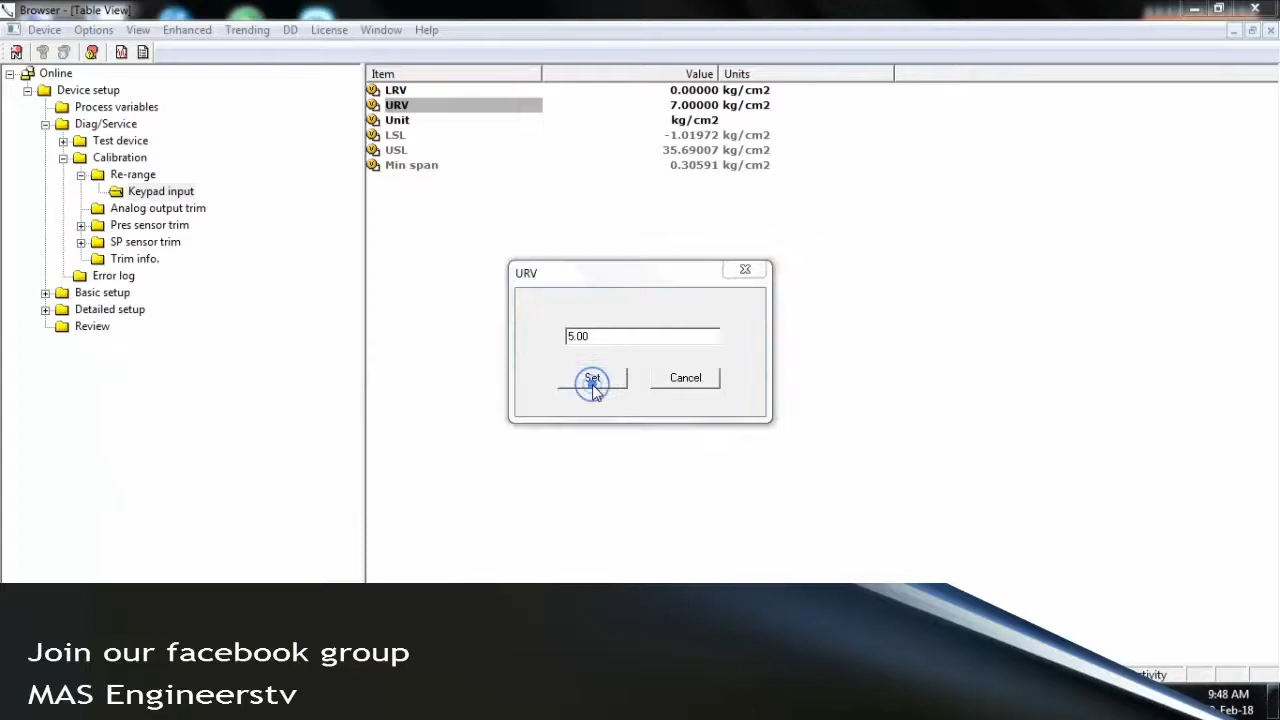 Browser - [Table View]
Device Options View Enhanced Trending DD License Window Help
Online
Device setup
Process variables
Diag/Service
Test device
Calibration
Re-range
Keypad input
Analog output trim
Pres sensor trim
SP sensor trim
Trim info.
Error log
Basic setup
Detailed setup
Review
Item Value Units
LRV 0.00000 kg/cm2
URV 7.00000 kg/cm2
Unit kg/cm2
LSL -1.01972 kg/cm2
USL 35.69007 kg/cm2
Min span 0.30591 kg/cm2
URV
5.00
Set Cancel
Join our facebook group
MAS Engineerstv
9:48 AM
-Feb-18